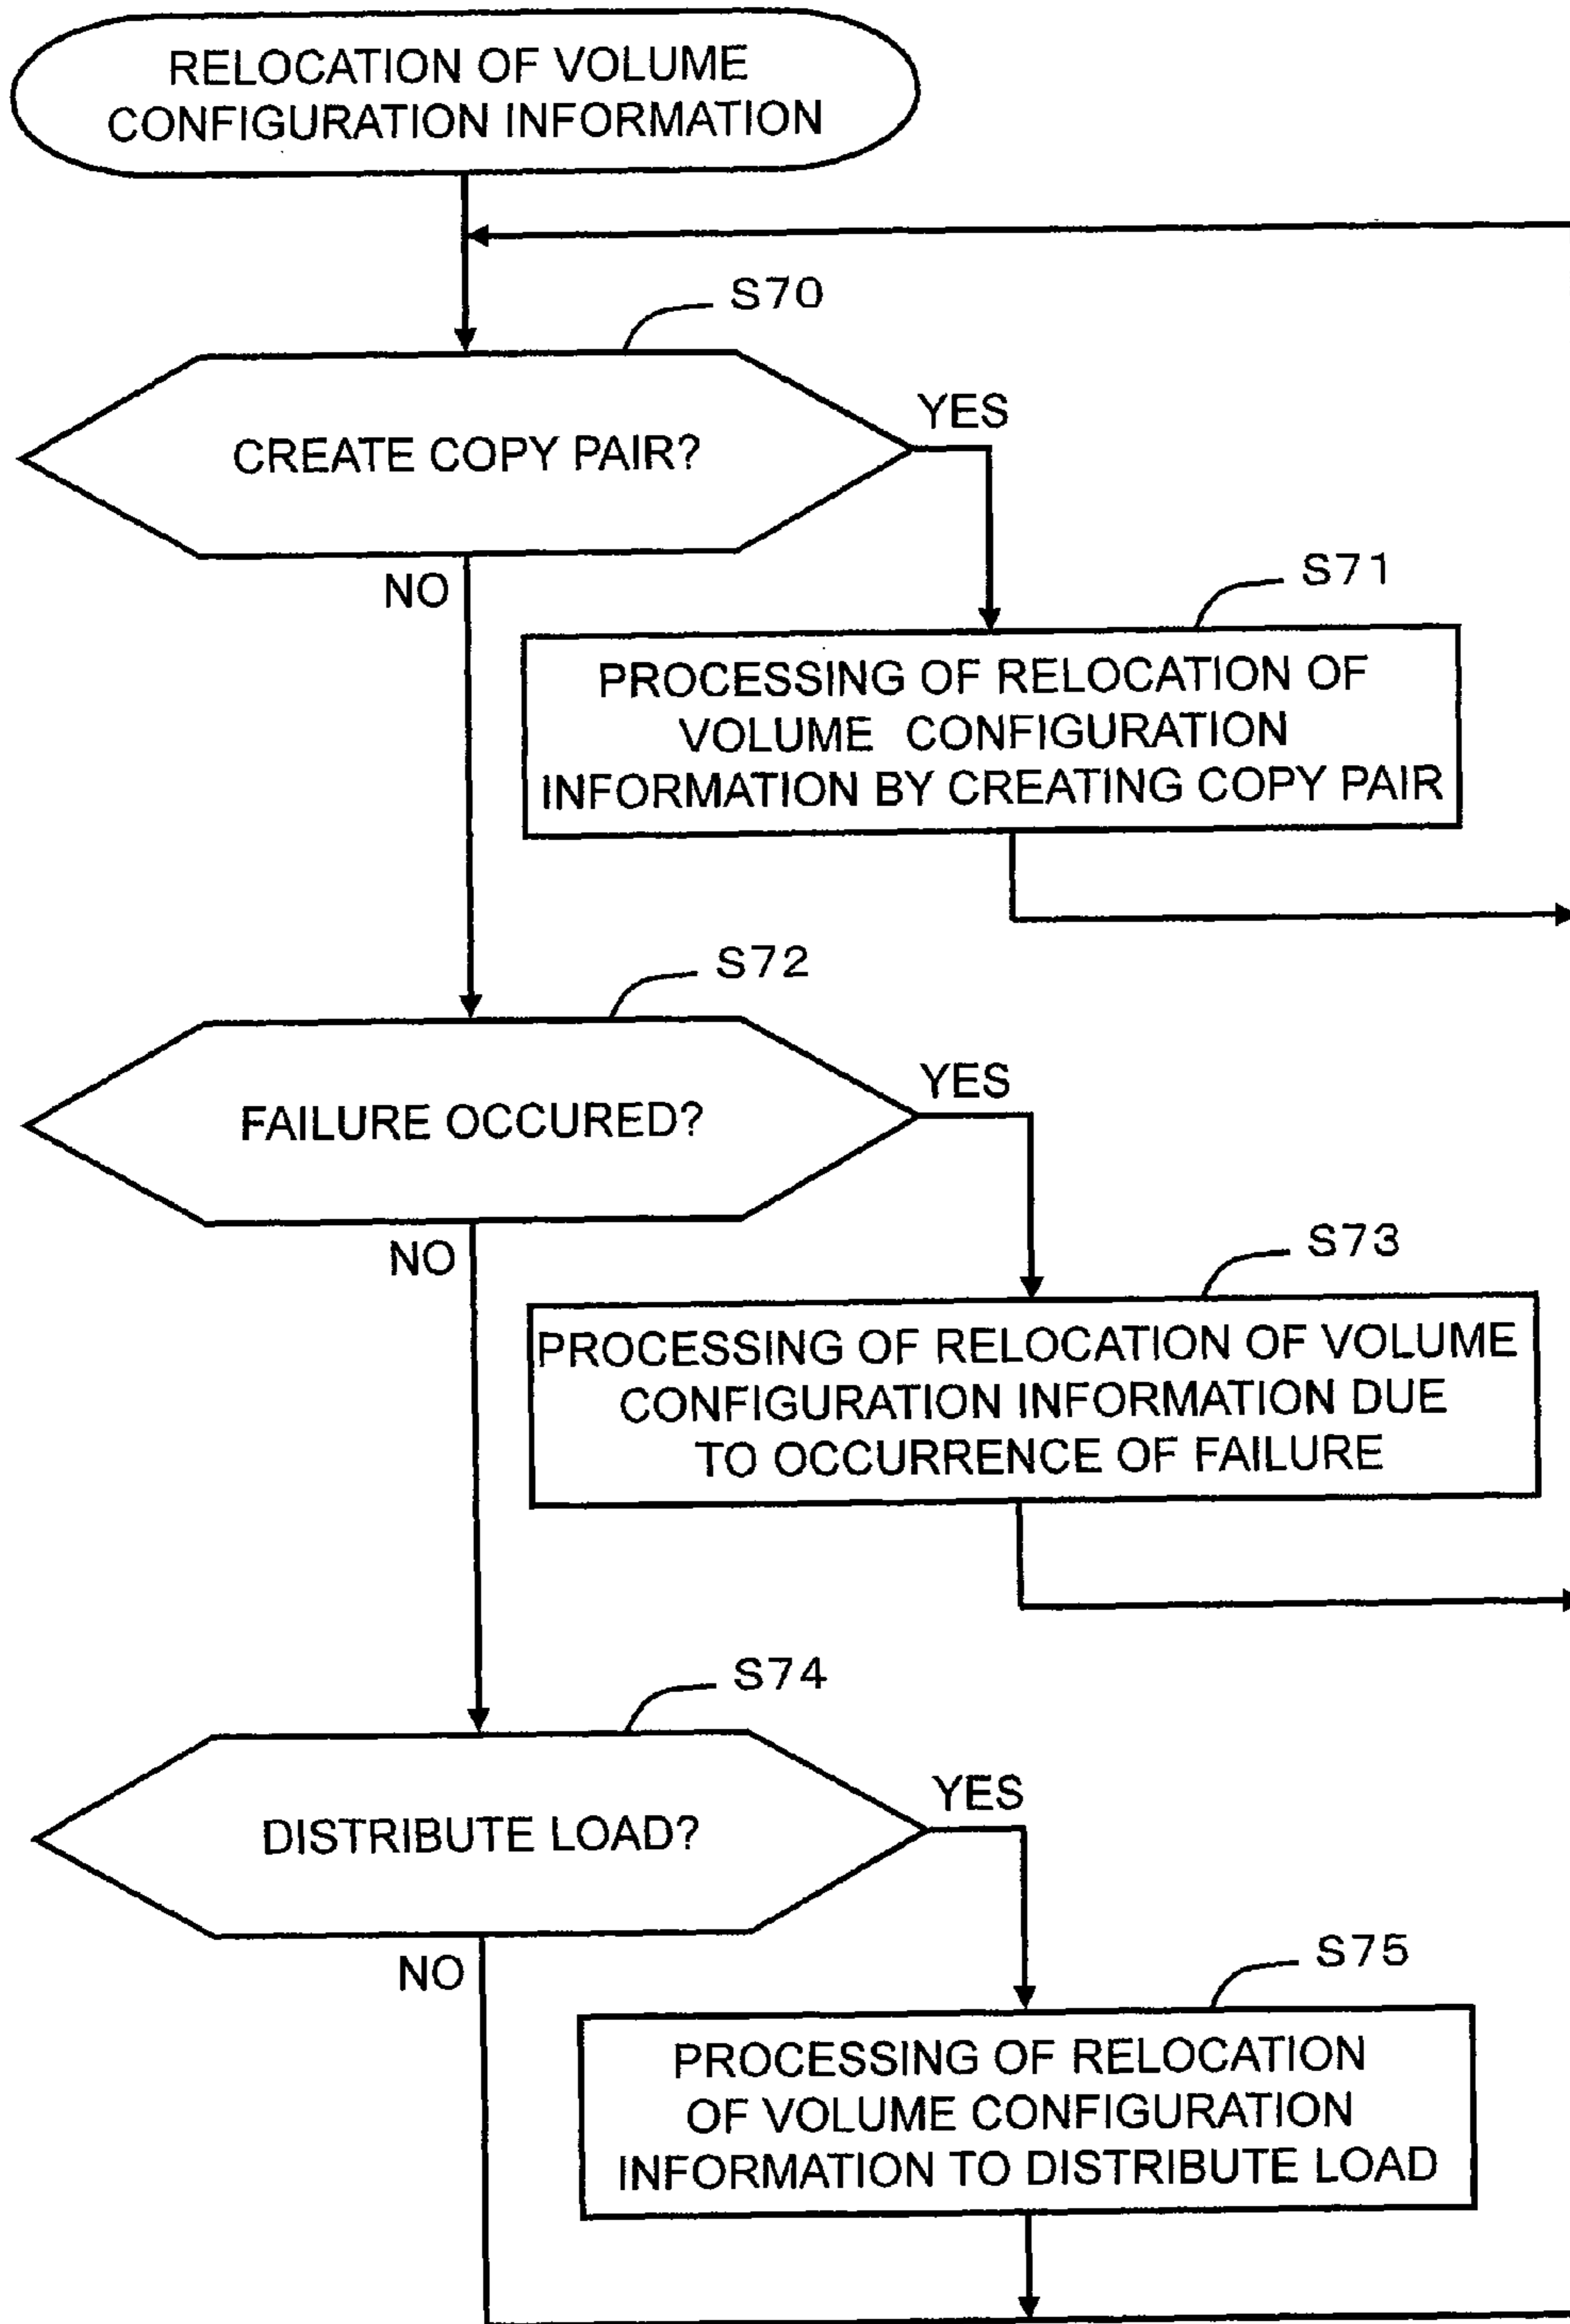 RELOCATION OF VOLUME
CONFIGURATION INFORMATION
S70
YES
CREATE COPY PAIR?
NO
S71
PROCESSING OF RELOCATION OF
VOLUME CONFIGURATION
INFORMATION BY CREATING COPY PAIR
S72
YES
FAILURE OCCURED?
NO
S73
PROCESSING OF RELOCATION OF VOLUME
CONFIGURATION INFORMATION DUE
TO OCCURRENCE OF FAILURE
S74
YES
DISTRIBUTE LOAD?
NO
S75
PROCESSING OF RELOCATION
OF VOLUME CONFIGURATION
INFORMATION TO DISTRIBUTE LOAD